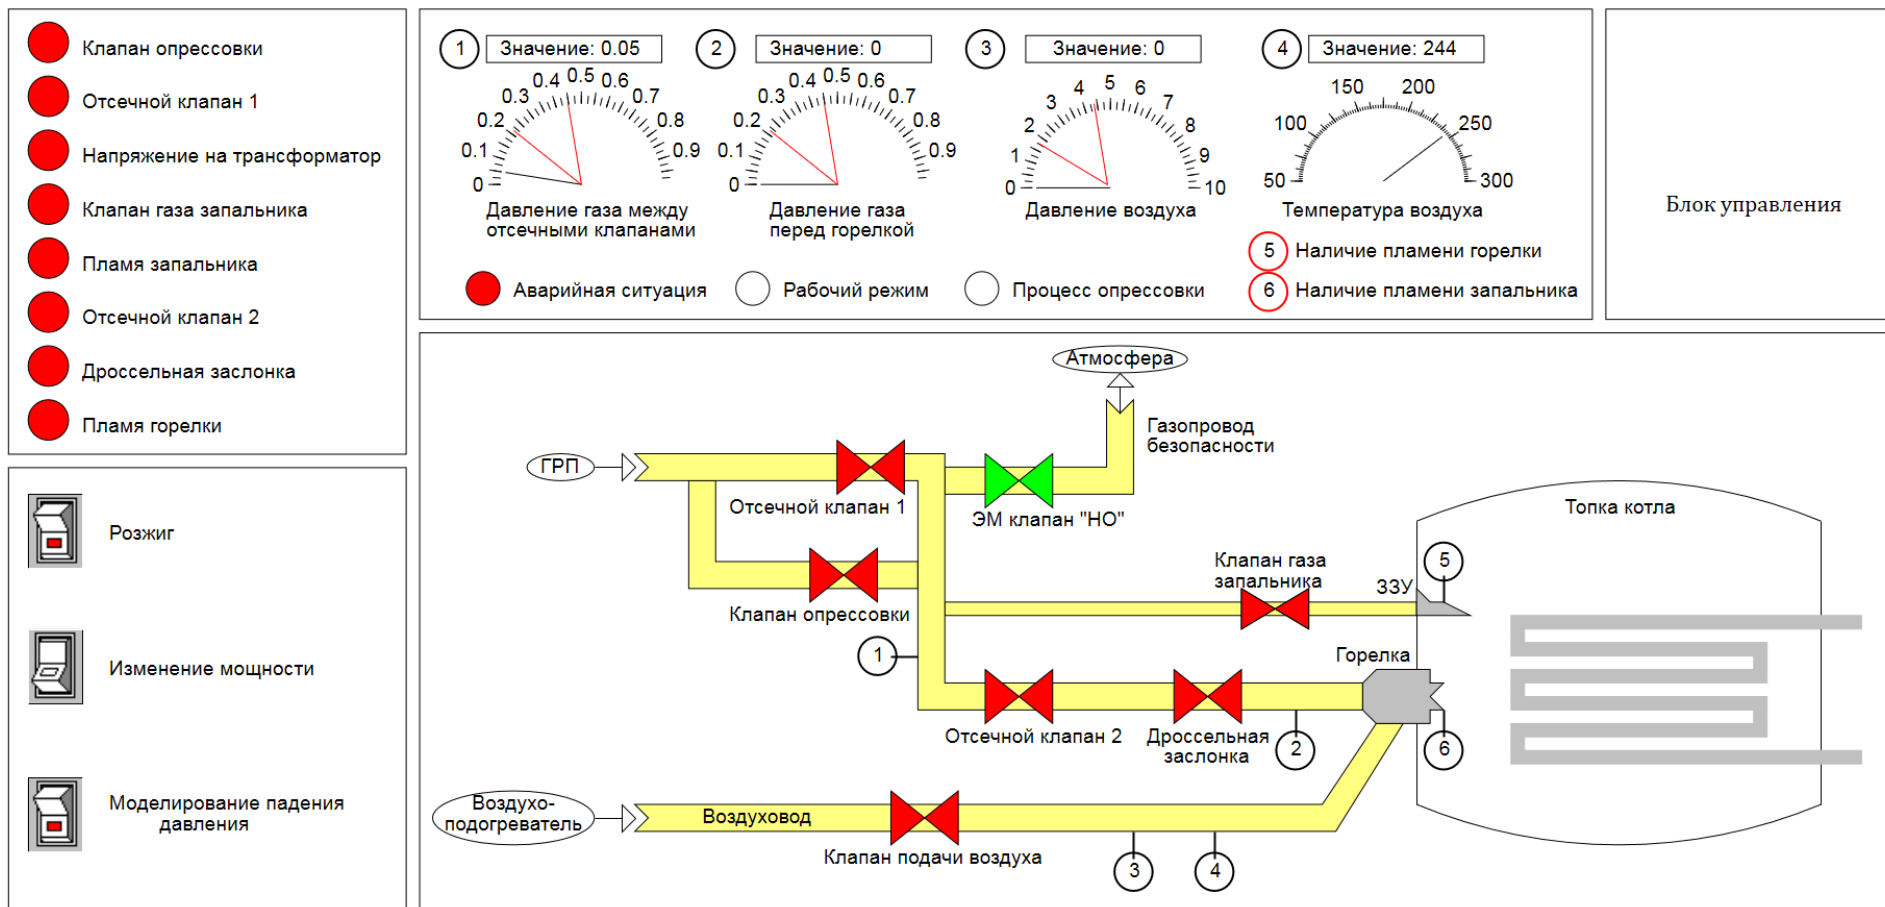 Клапан опрессовки
Отсечной клапан 1
Напряжение на трансформатор
Клапан газа запальника
Пламя запальника
Отсечной клапан 2
Дроссельная заслонка
Пламя горелки
Розжиг
Изменение мощности
Моделирование падения
давления
1
Значение: 0.05
0
0.1
0.2
0.3
0.4
0.5
0.6
0.7
0.8
0.9
Давление газа между
отсечными клапанами
2
Значение: 0
0
0.1
0.2
0.3
0.4
0.5
0.6
0.7
0.8
0.9
Давление газа
перед горелкой
3
Значение: 0
0
1
2
3
4
5
6
7
8
9
10
Давление воздуха
4
Значение: 244
50
100
150
200
250
300
Температура воздуха
5
Наличие пламени горелки
6
Наличие пламени запальника
Аварийная ситуация
Рабочий режим
Процесс опрессовки
Блок управления
Атмосфера
Газопровод
безопасности
ГРП
Отсечной клапан 1
ЭМ клапан "НО"
Топка котла
Клапан опрессовки
Клапан газа
запальника
ЗЗУ
5
1
Горелка
Отсечной клапан 2
Дроссельная
заслонка
2
6
Воздухо-
подогреватель
Воздуховод
Клапан подачи воздуха
3
4